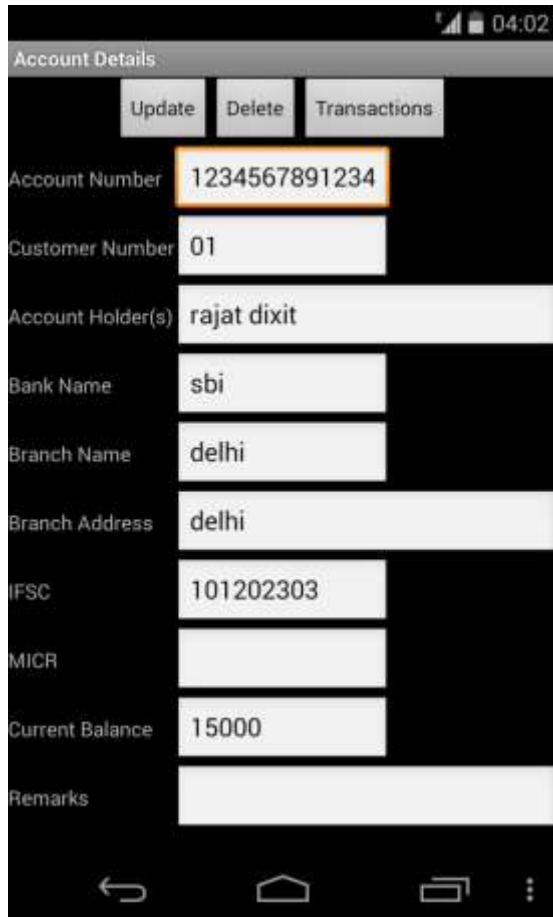 04:02
Account Details
Update Delete Transactions
Account Number 1234567891234
Customer Number 01
Account Holder(s) rajat dixit
Bank Name sbi
Branch Name delhi
Branch Address delhi
IFSC 101202303
MICR
Current Balance 15000
Remarks